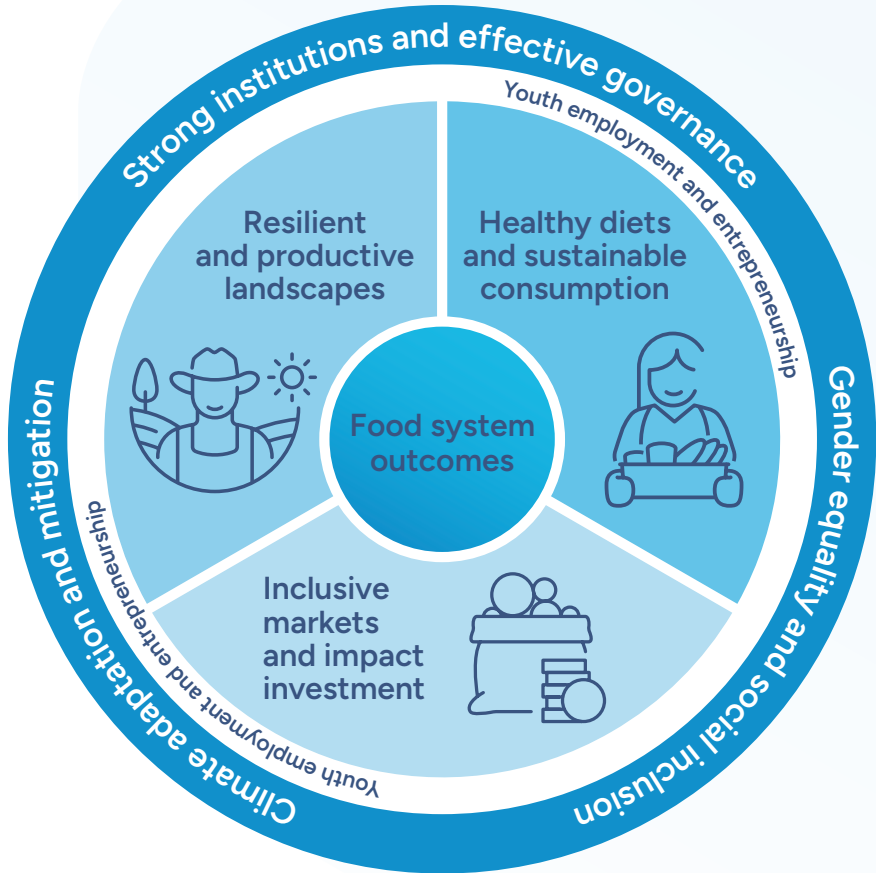 Strong institutions and effective governance
Youth employment and entrepreneurship
Resilient
and productive
landscapes
Healthy diets
and sustainable
consumption
Food system
outcomes
Inclusive
markets
and impact
investment
Gender equality and social inclusion
Climate adaptation and mitigation
Youth employment and entrepreneurship